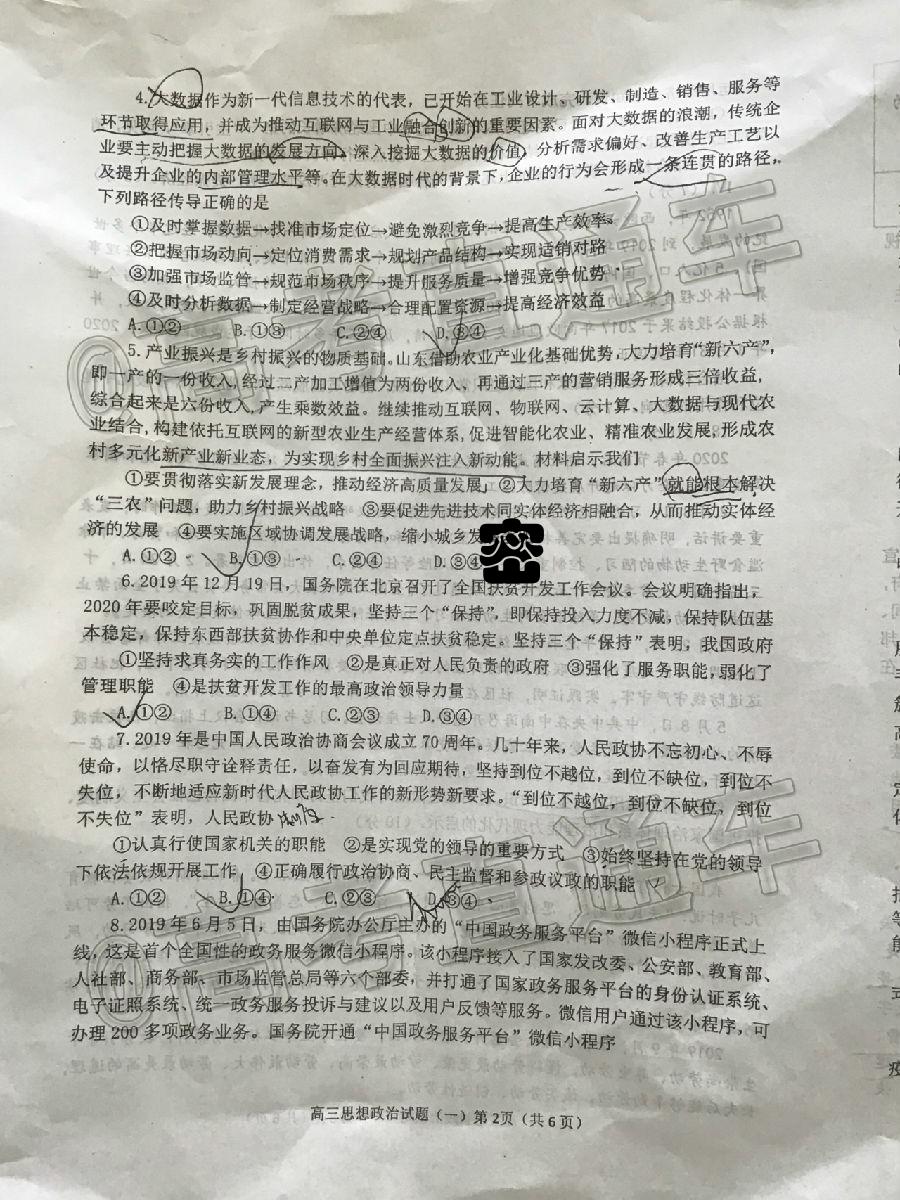 4.大数据作为新一代信息技术的代表，已开始在工业设计、研发、制造、销售、服务等
环节取得应用，并成为推动互联网与工业融合创新的重要因素。面对大数据的浪潮，传统企
业要主动把握大数据的发展方向，深入挖掘大数据的价值，分析需求偏好、改善生产工艺以
及提升企业的内部管理水平等。在大数据时代的背景下，企业的行为会形成一条连贯的路径，
下列路径传导正确的是
①及时掌握数据→找准市场定位→避免激烈竞争→提高生产效率
②把握市场动向→定位消费需求→规划产品结构→实现适销对路
③加强市场监管→规范市场秩序→提升服务质量→增强竞争优势
④及时分析数据→制定经营战略→合理配置资源→提高经济效益
A.①② B.①③ C.②④ D.③④
5.产业振兴是乡村振兴的物质基础。山东借助农业产业化基础优势，大力培育“新六产”，
即一产的一份收入，经过二产加工增值为两份收入，再通过三产的营销服务形成三倍收益，
综合起来是六份收入，产生乘数效益。继续推动互联网、物联网、云计算、大数据与现代农
业结合，构建依托互联网的新型农业生产经营体系，促进智能化农业、精准农业发展，形成农
村多元化新产业新业态，为实现乡村全面振兴注入新动能。材料启示我们
①要贯彻落实新发展理念，推动经济高质量发展 ②大力培育“新六产”就能根本解决
“三农”问题，助力乡村振兴战略 ③要促进先进技术同实体经济相融合，从而推动实体经
济的发展 ④要实施区域协调发展战略，缩小城乡发
A.①② B.①③ C.②④ D.③④
6.2019年12月19日，国务院在北京召开了全国扶贫开发工作会议。会议明确指出，
2020年要咬定目标，巩固脱贫成果，坚持三个“保持”，即保持投入力度不减，保持队伍基
本稳定，保持东西部扶贫协作和中央单位定点扶贫稳定。坚持三个“保持”表明，我国政府
①坚持求真务实的工作作风 ②是真正对人民负责的政府 ③强化了服务职能，弱化了
管理职能 ④是扶贫开发工作的最高政治领导力量
A.①② B.①④ C.②③ D.③④
7.2019年是中国人民政治协商会议成立70周年。几十年来，人民政协不忘初心、不辱
使命，以恪尽职守诠释责任，以奋发有为回应期待，坚持到位不越位，到位不缺位，到位不
失位，不断地适应新时代人民政协工作的新形势新要求。“到位不越位，到位不缺位，到位
不失位”表明，人民政协
①认真行使国家机关的职能 ②是实现党的领导的重要方式 ③始终坚持在党的领导
下依法依规开展工作 ④正确履行政治协商、民主监督和参政议政的职能
A.①② B.①④ C.②③ D.③④
8.2019年6月5日，由国务院办公厅主办的“中国政务服务平台”微信小程序正式上
线，这是首个全国性的政务服务微信小程序。该小程序接入了国家发改委、公安部、教育部、
人社部、商务部、市场监管总局等六个部委，并打通了国家政务服务平台的身份认证系统、
电子证照系统、统一政务服务投诉与建议以及用户反馈等服务。微信用户通过该小程序，可
办理200多项政务业务。国务院开通“中国政务服务平台”微信小程序
高三思想政治试题（一）第2页（共6页）
@高考直通车
@高考直通车